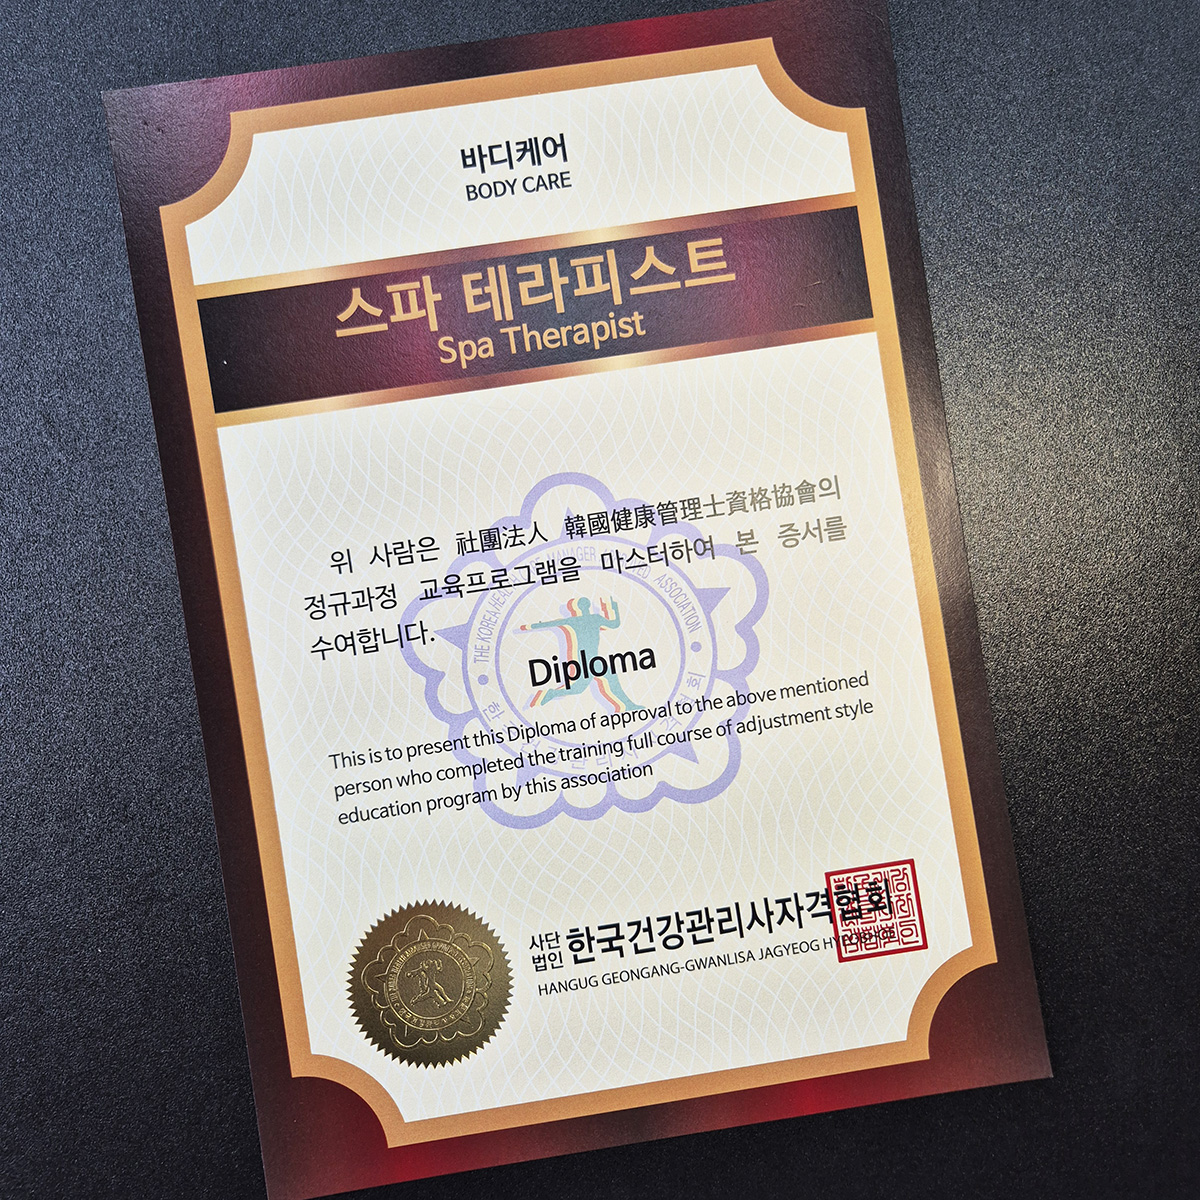 바디케어
BODY CARE
스파 테라피스트
Spa Therapist
위 사람은 社團法人 韓國健康管理士資格協會의
정규과정 교육프로그램을 마스터하여 본 증서를
수여합니다.
Diploma
This is to present this Diploma of approval to the above mentioned
person who completed the training full course of adjustment style
education program by this association
사단
법인 한국건강관리사자격협회
HANGUG GEONGANG-GWANLISA JAGYEOG